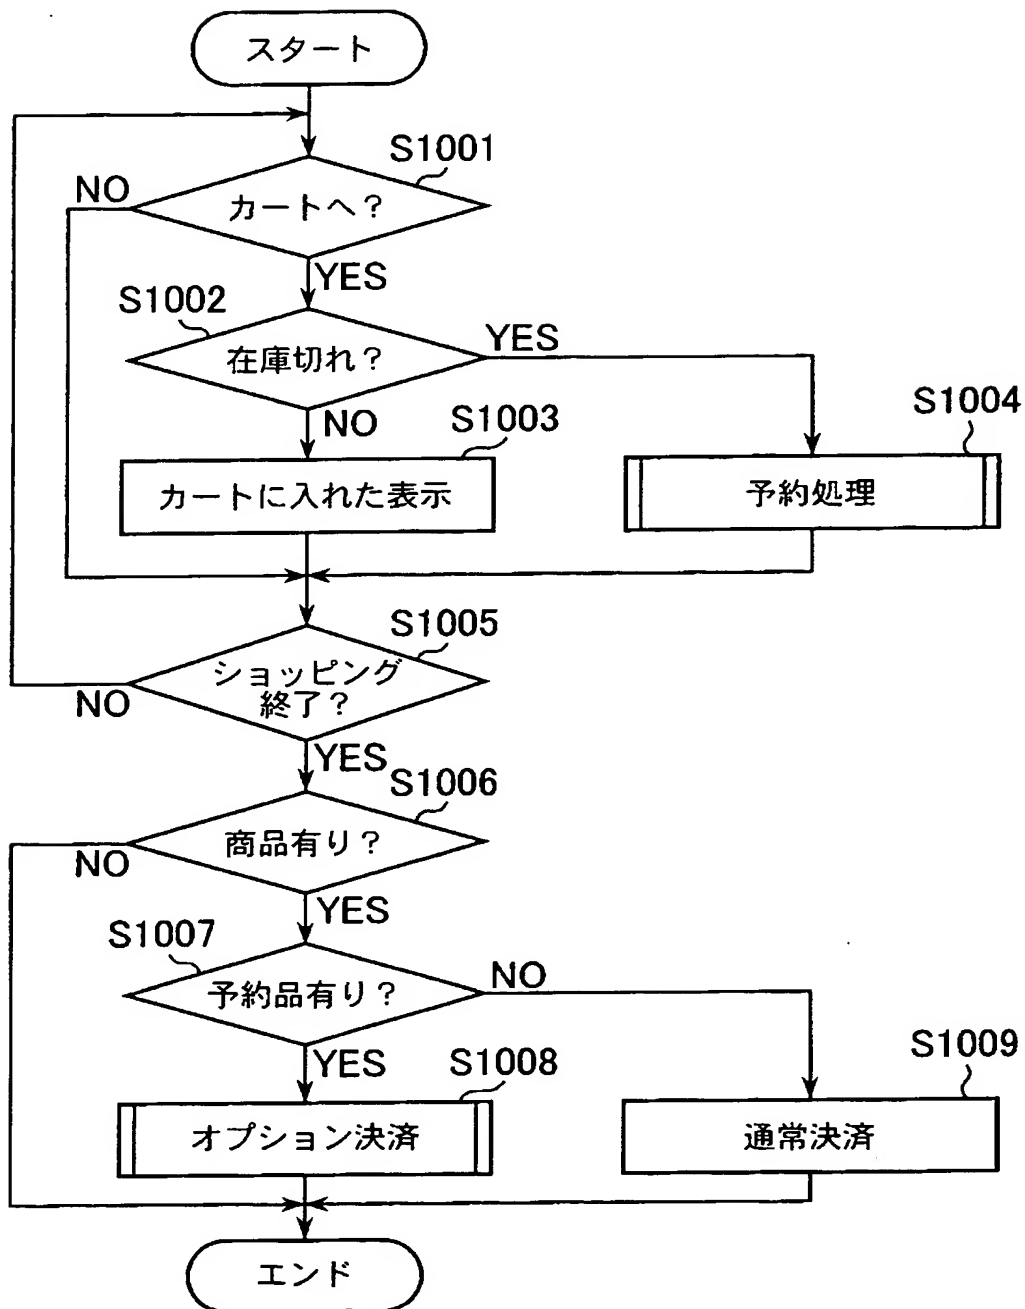 スタート
S1001
NO
カートへ?
YES
S1002
在庫切れ?
YES
NO
S1003
S1004
カートに入れた表示
予約処理
S1005
ショッピング
終了?
NO
YES
S1006
商品有り?
NO
YES
S1007
予約品有り?
NO
YES
S1008
S1009
オプション決済
通常決済
エンド